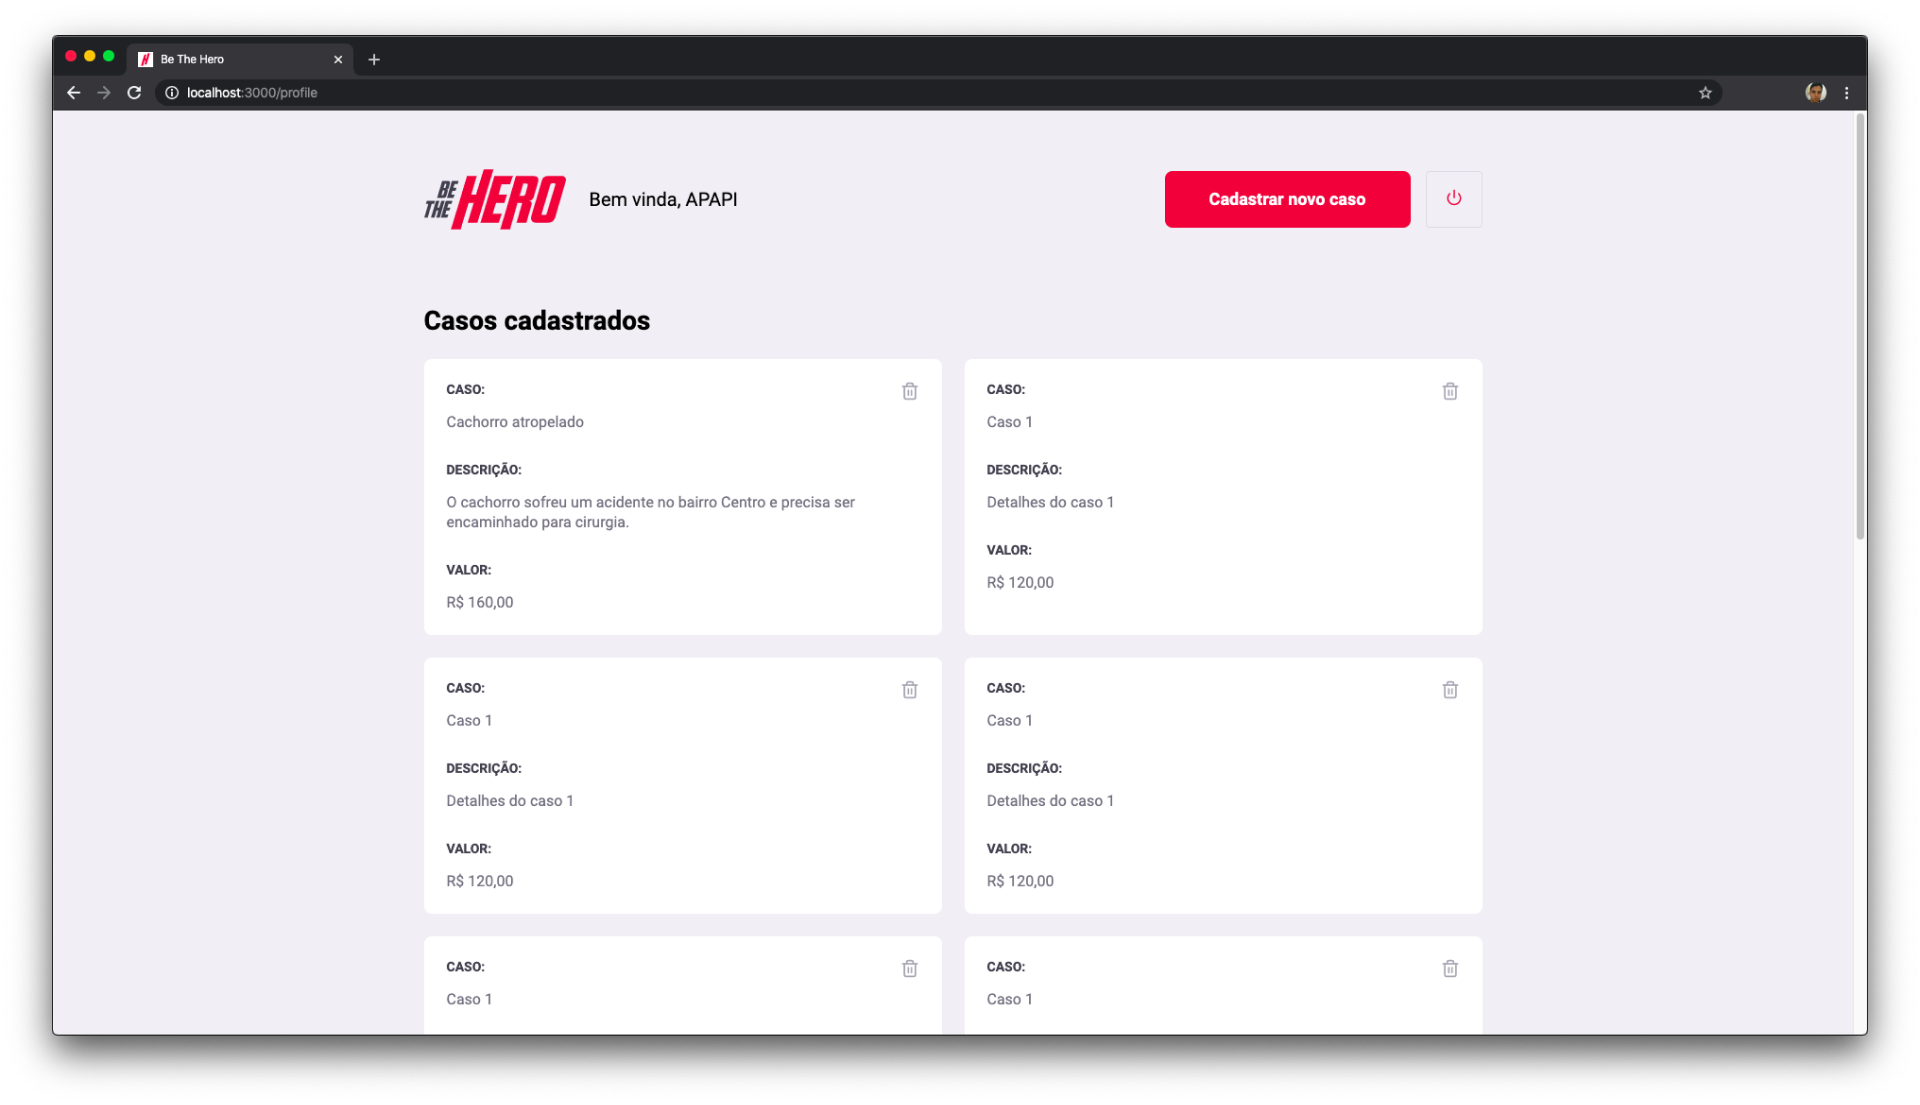 Be The Hero
localhost:3000/profile
BE THE HERO
Bem vinda, APAPI
Cadastrar novo caso
Casos cadastrados
CASO:
Cachorro atropelado
DESCRIÇÃO:
O cachorro sofreu um acidente no bairro Centro e precisa ser
encaminhado para cirurgia.
VALOR:
R$ 160,00
CASO:
Caso 1
DESCRIÇÃO:
Detalhes do caso 1
VALOR:
R$ 120,00
CASO:
Caso 1
DESCRIÇÃO:
Detalhes do caso 1
VALOR:
R$ 120,00
CASO:
Caso 1
DESCRIÇÃO:
Detalhes do caso 1
VALOR:
R$ 120,00
CASO:
Caso 1
CASO:
Caso 1